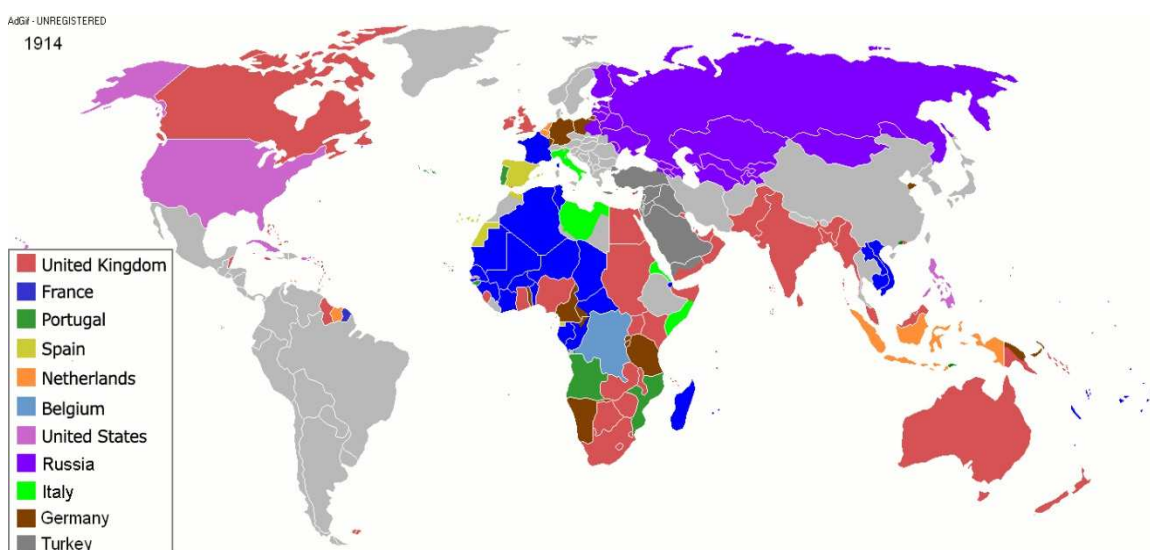 AdGif - UNREGISTERED
1914
United Kingdom
France
Portugal
Spain
Netherlands
Belgium
United States
Russia
Italy
Germany
Turkey